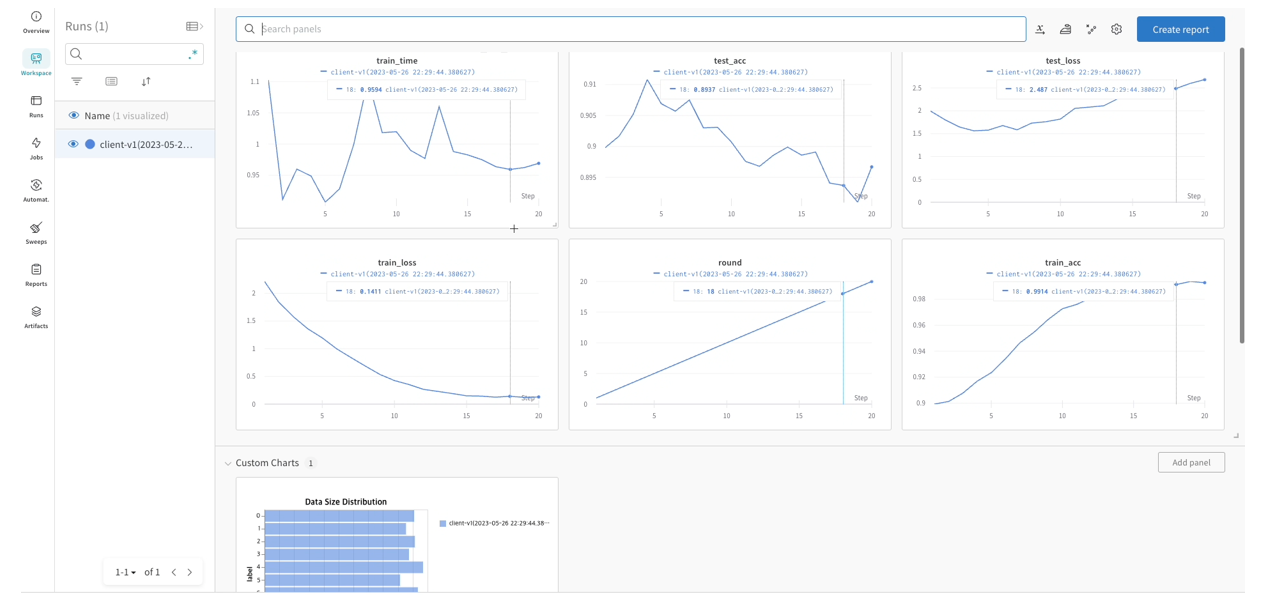 Overview
Workspace
Runs
Jobs
Automat.
Sweeps
Reports
Artifacts
Runs (1)
.*
Name (1 visualized)
client-v1(2023-05-2...
1-1 of 1
Search panels
Create report
train_time
client-v1(2023-05-26 22:29:44.380627)
18: 0.9594 client-v1(2023-05-26 22:29:44.380627)
1.1
1.05
1
0.95
Step
5 10 15 20
test_acc
client-v1(2023-05-26 22:29:44.380627)
18: 0.8937 client-v1(2023-0…2:29:44.380627)
0.91
0.905
0.9
0.895
Step
5 10 15 20
test_loss
client-v1(2023-05-26 22:29:44.380627)
18: 2.487 client-v1(2023-0…2:29:44.380627)
2.5
2
1.5
1
0.5
0
Step
5 10 15 20
train_loss
client-v1(2023-05-26 22:29:44.380627)
18: 0.1411 client-v1(2023-0…2:29:44.380627)
2
1.5
1
0.5
0
Step
5 10 15 20
round
client-v1(2023-05-26 22:29:44.380627)
18: 18 client-v1(2023-0…2:29:44.380627)
20
15
10
5
0
Step
5 10 15 20
train_acc
client-v1(2023-05-26 22:29:44.380627)
18: 0.9914 client-v1(2023-0…2:29:44.380627)
0.98
0.96
0.94
0.92
0.9
Step
5 10 15 20
Custom Charts 1
Add panel
Data Size Distribution
client-v1(2023-05-26 22:29:44.38…
label
0
1
2
3
4
5